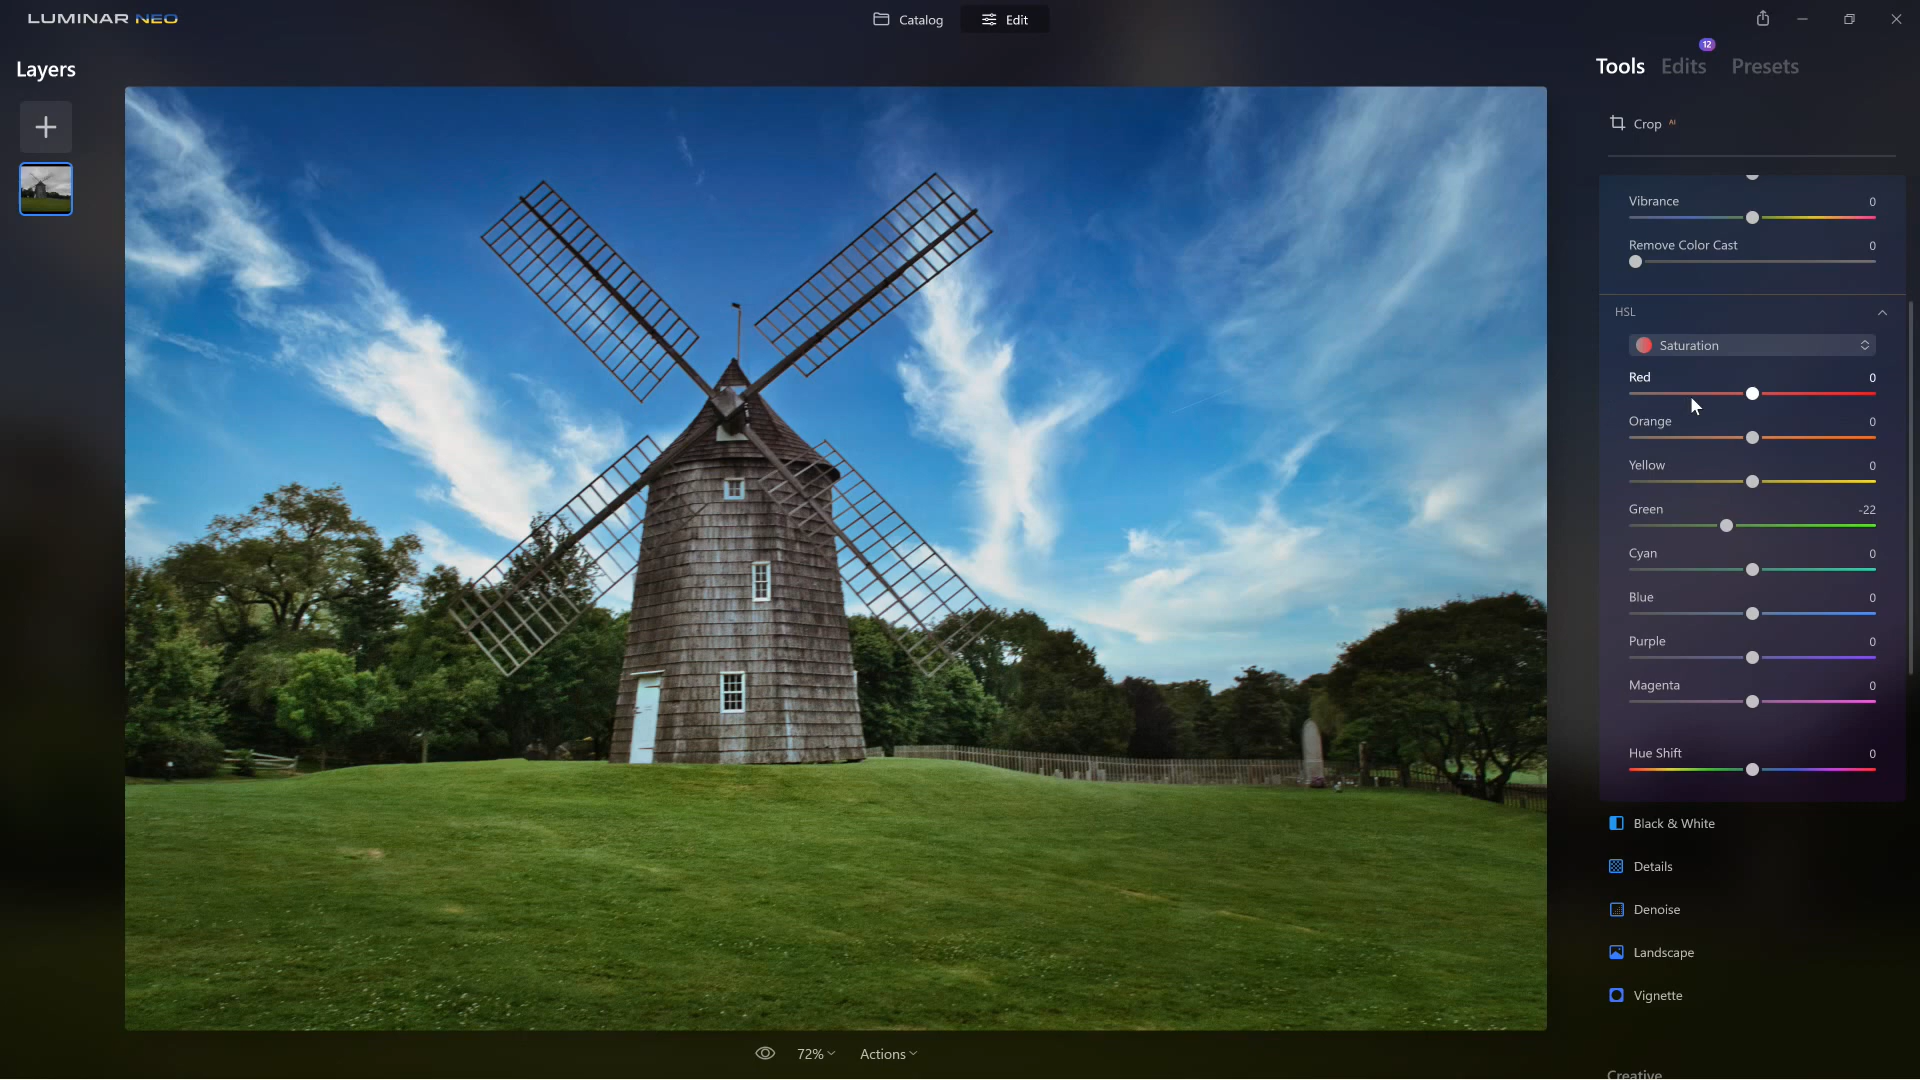 LUMINAR NEO
Catalog
Edit
Layers
12
Tools
Edits
Presets
Crop AI
Vibrance 0
Remove Color Cast 0
HSL
Saturation
Red 0
Orange 0
Yellow 0
Green -22
Cyan 0
Blue 0
Purple 0
Magenta 0
Hue Shift 0
Black & White
Details
Denoise
Landscape
Vignette
Creative
72%
Actions